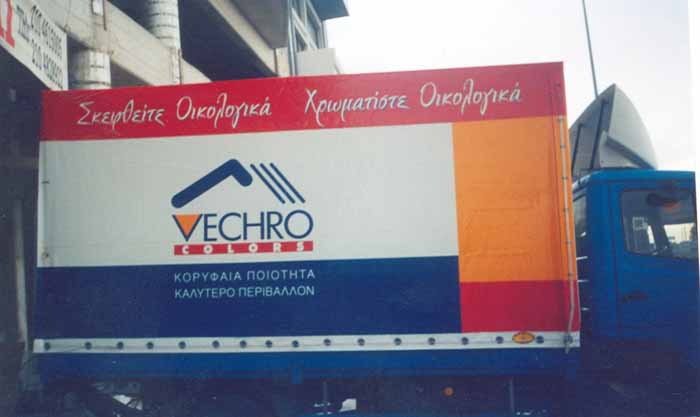 Σκεφθείτε Οικολογικά Χρωματίστε Οικολογικά
VECHRO
COLORS
ΚΟΡΥΦΑΙΑ ΠΟΙΟΤΗΤΑ
ΚΑΛΥΤΕΡΟ ΠΕΡΙΒΑΛΛΟΝ